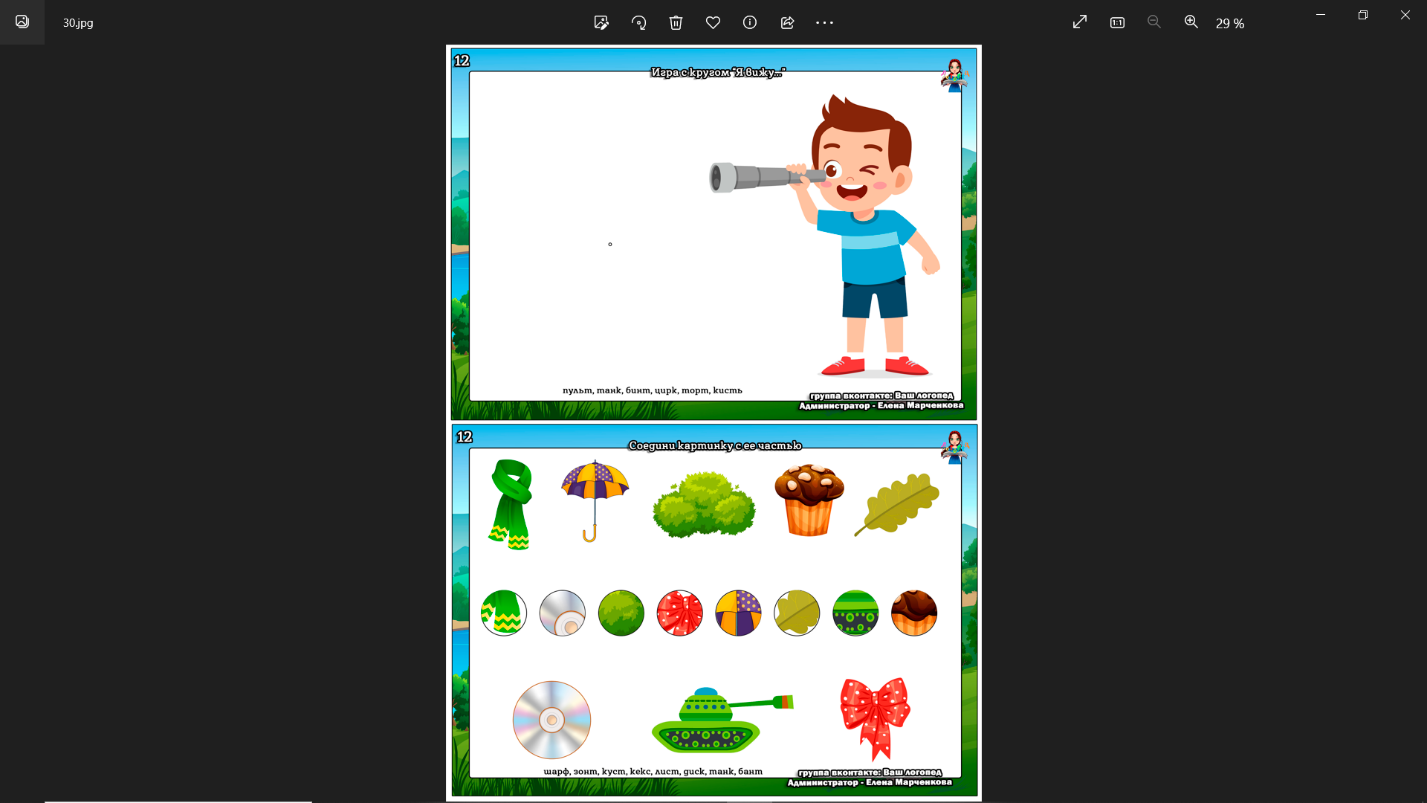 30.jpg
29 %
12
Игра с кругом "Я вижу..."
пульт, танк, бинт, цирк, торт, кисть
группа вконтакте: Ваш логовед
Администратор - Елена Марченкова
12
Соедини картинку с ее частью
шарф, зонт, куст, кекс, лист, диск, танк, бант
группа вконтакте: Ваш логовед
Администратор - Елена Марченкова